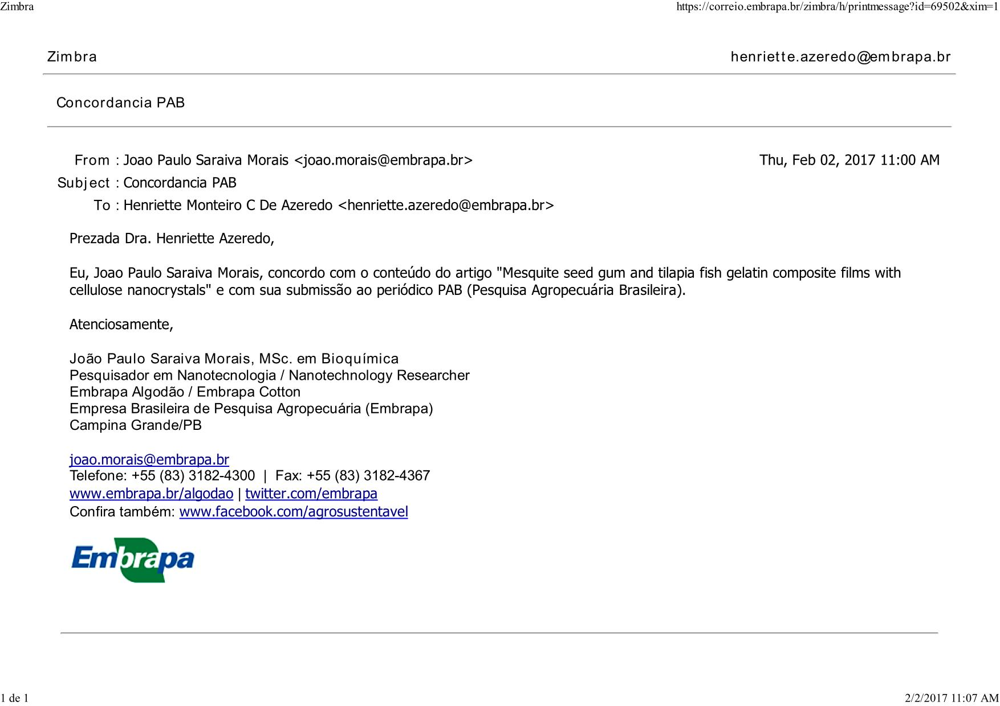 Zimbra https://correio.embrapa.br/zimbra/h/printmessage?id=69502&xim=1
Zimbra henriette.azeredo@embrapa.br
Concordancia PAB
From : Joao Paulo Saraiva Morais <joao.morais@embrapa.br> Thu, Feb 02, 2017 11:00 AM
Subject : Concordancia PAB
To : Henriette Monteiro C De Azeredo <henriette.azeredo@embrapa.br>
Prezada Dra. Henriette Azeredo,
Eu, Joao Paulo Saraiva Morais, concordo com o conteúdo do artigo "Mesquite seed gum and tilapia fish gelatin composite films with
cellulose nanocrystals" e com sua submissão ao periódico PAB (Pesquisa Agropecuária Brasileira).
Atenciosamente,
João Paulo Saraiva Morais, MSc. em Bioquímica
Pesquisador em Nanotecnologia / Nanotechnology Researcher
Embrapa Algodão / Embrapa Cotton
Empresa Brasileira de Pesquisa Agropecuária (Embrapa)
Campina Grande/PB
joao.morais@embrapa.br
Telefone: +55 (83) 3182-4300 | Fax: +55 (83) 3182-4367
www.embrapa.br/algodao | twitter.com/embrapa
Confira também: www.facebook.com/agrosustentavel
Embrapa
1 de 1 2/2/2017 11:07 AM